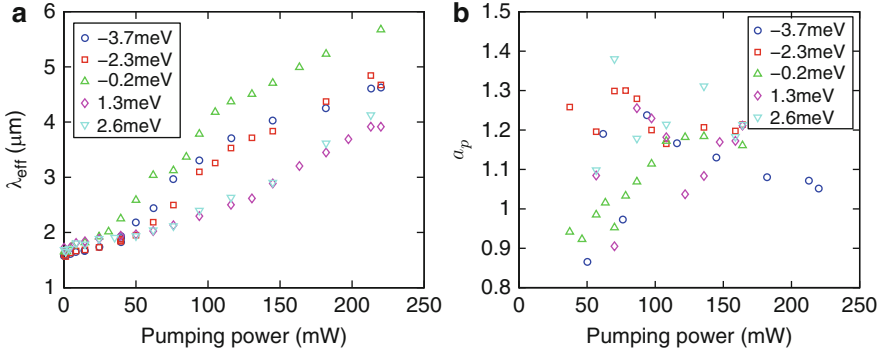 a
λeff (μm)
6
5
4
3
2
1
0
50
100
150
200
250
Pumping power (mW)
−3.7meV
−2.3meV
−0.2meV
1.3meV
2.6meV
b
ap
1.5
1.4
1.3
1.2
1.1
1
0.9
0.8
0
50
100
150
200
250
Pumping power (mW)
−3.7meV
−2.3meV
−0.2meV
1.3meV
2.6meV